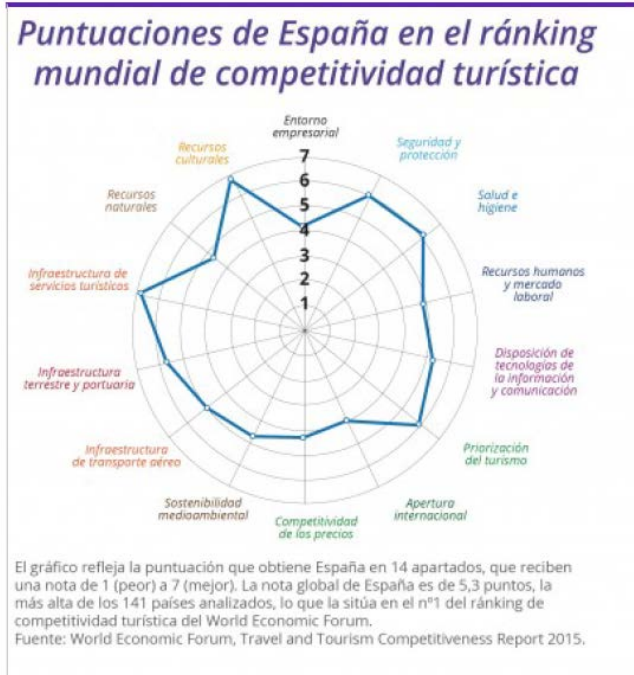 Puntuaciones de España en el ránking
mundial de competitividad turística
Entorno
empresarial
Recursos
culturales
Seguridad y
protección
Recursos
naturales
Salud e
higiene
Infraestructura de
servicios turísticos
Recursos humanos
y mercado
laboral
Infraestructura
terrestre y portuaria
Disposición de
tecnologías de
la información
y comunicación
Infraestructura
de transporte aéreo
Priorización
del turismo
Sostenibilidad
medioambiental
Competitividad
de los precios
Apertura
internacional
7
6
5
4
3
2
1
El gráfico refleja la puntuación que obtiene España en 14 apartados, que reciben
una nota de 1 (peor) a 7 (mejor). La nota global de España es de 5,3 puntos, la
más alta de los 141 países analizados, lo que la sitúa en el nº1 del ránking de
competitividad turística del World Economic Forum.
Fuente: World Economic Forum, Travel and Tourism Competitiveness Report 2015.